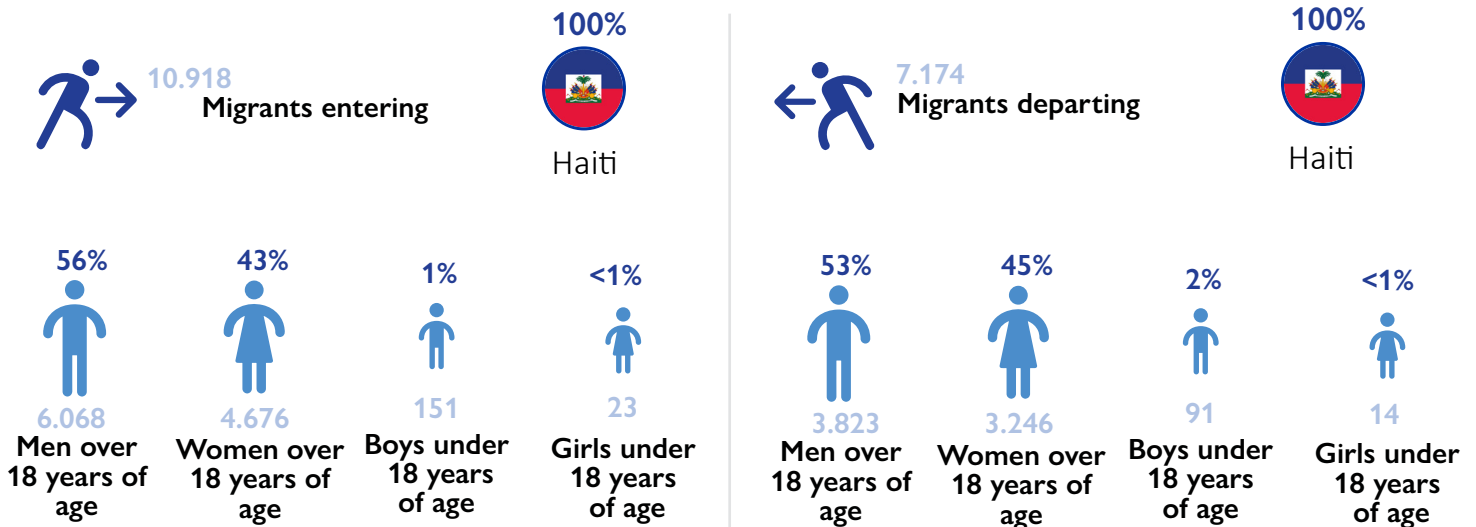 100%
10.918
Migrants entering
Haiti
56%
6.068
Men over
18 years of
age
43%
4.676
Women over
18 years of
age
1%
151
Boys under
18 years
of age
<1%
23
Girls under
18 years
of age
100%
7.174
Migrants departing
Haiti
53%
3.823
Men over
18 years of
age
45%
3.246
Women over
18 years of
age
2%
91
Boys under
18 years
of age
<1%
14
Girls under
18 years
of age